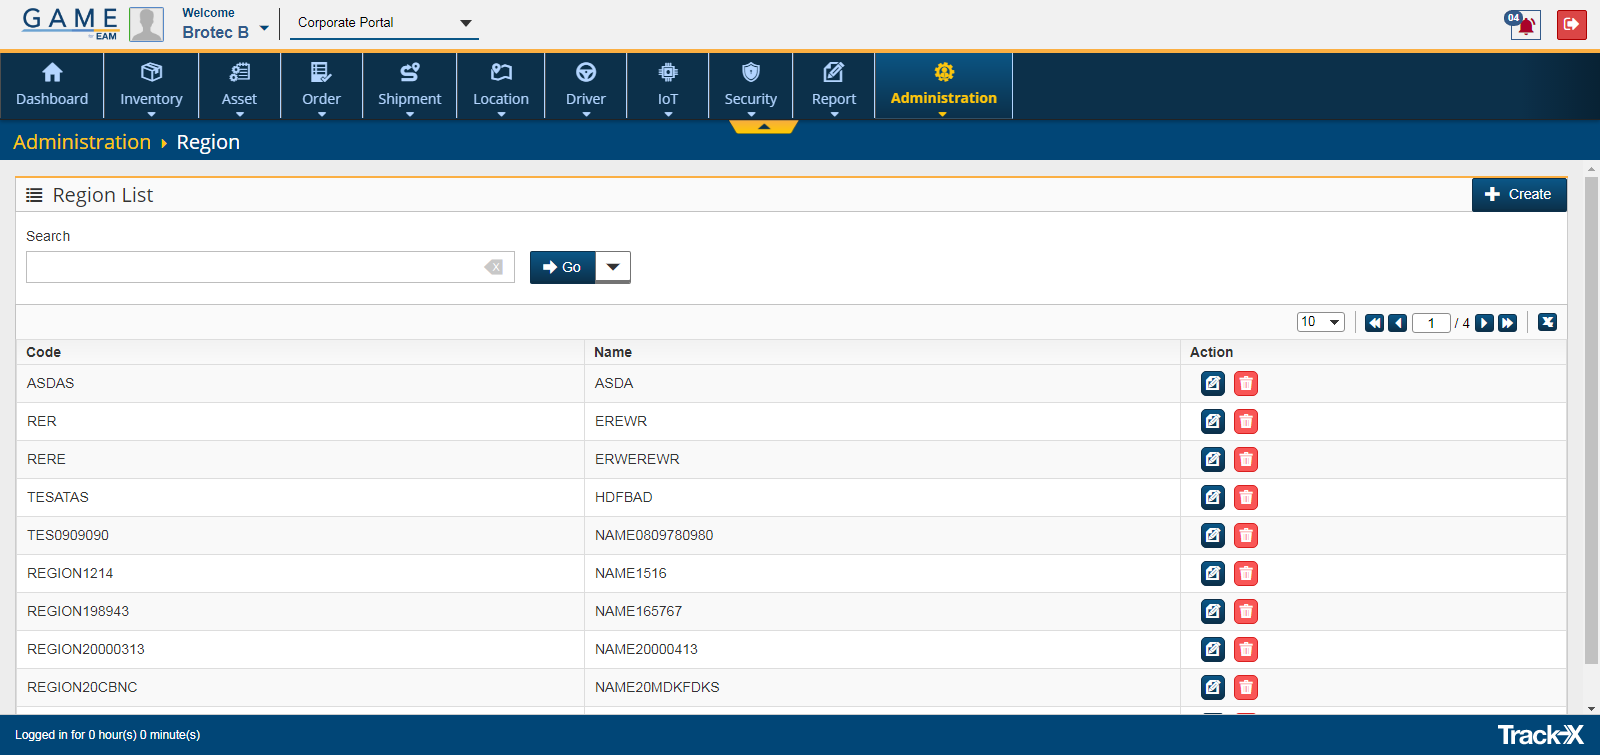 GAME
EAM
Welcome
Brotec B
Corporate Portal
04
Dashboard
Inventory
Asset
Order
Shipment
Location
Driver
IoT
Security
Report
Administration
Administration Region
Region List
Create
Search
Go
10
1 / 4
Code Name Action
ASDAS ASDA
RER EREWR
RERE ERWEREWR
TESATAS HDFBAD
TES0909090 NAME0809780980
REGION1214 NAME1516
REGION198943 NAME165767
REGION20000313 NAME20000413
REGION20CBNC NAME20MDKFDKS
Logged in for 0 hour(s) 0 minute(s)
Track-X